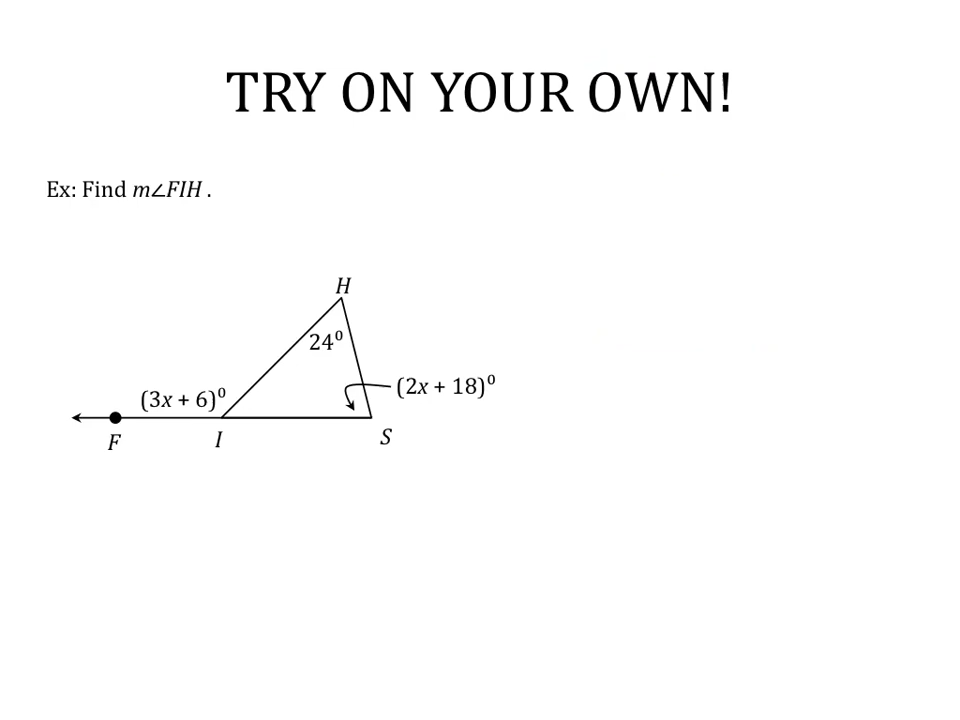 TRY ON YOUR OWN!
Ex: Find m∠FIH .
H
24⁰
(2x + 18)⁰
(3x + 6)⁰
F
I
S